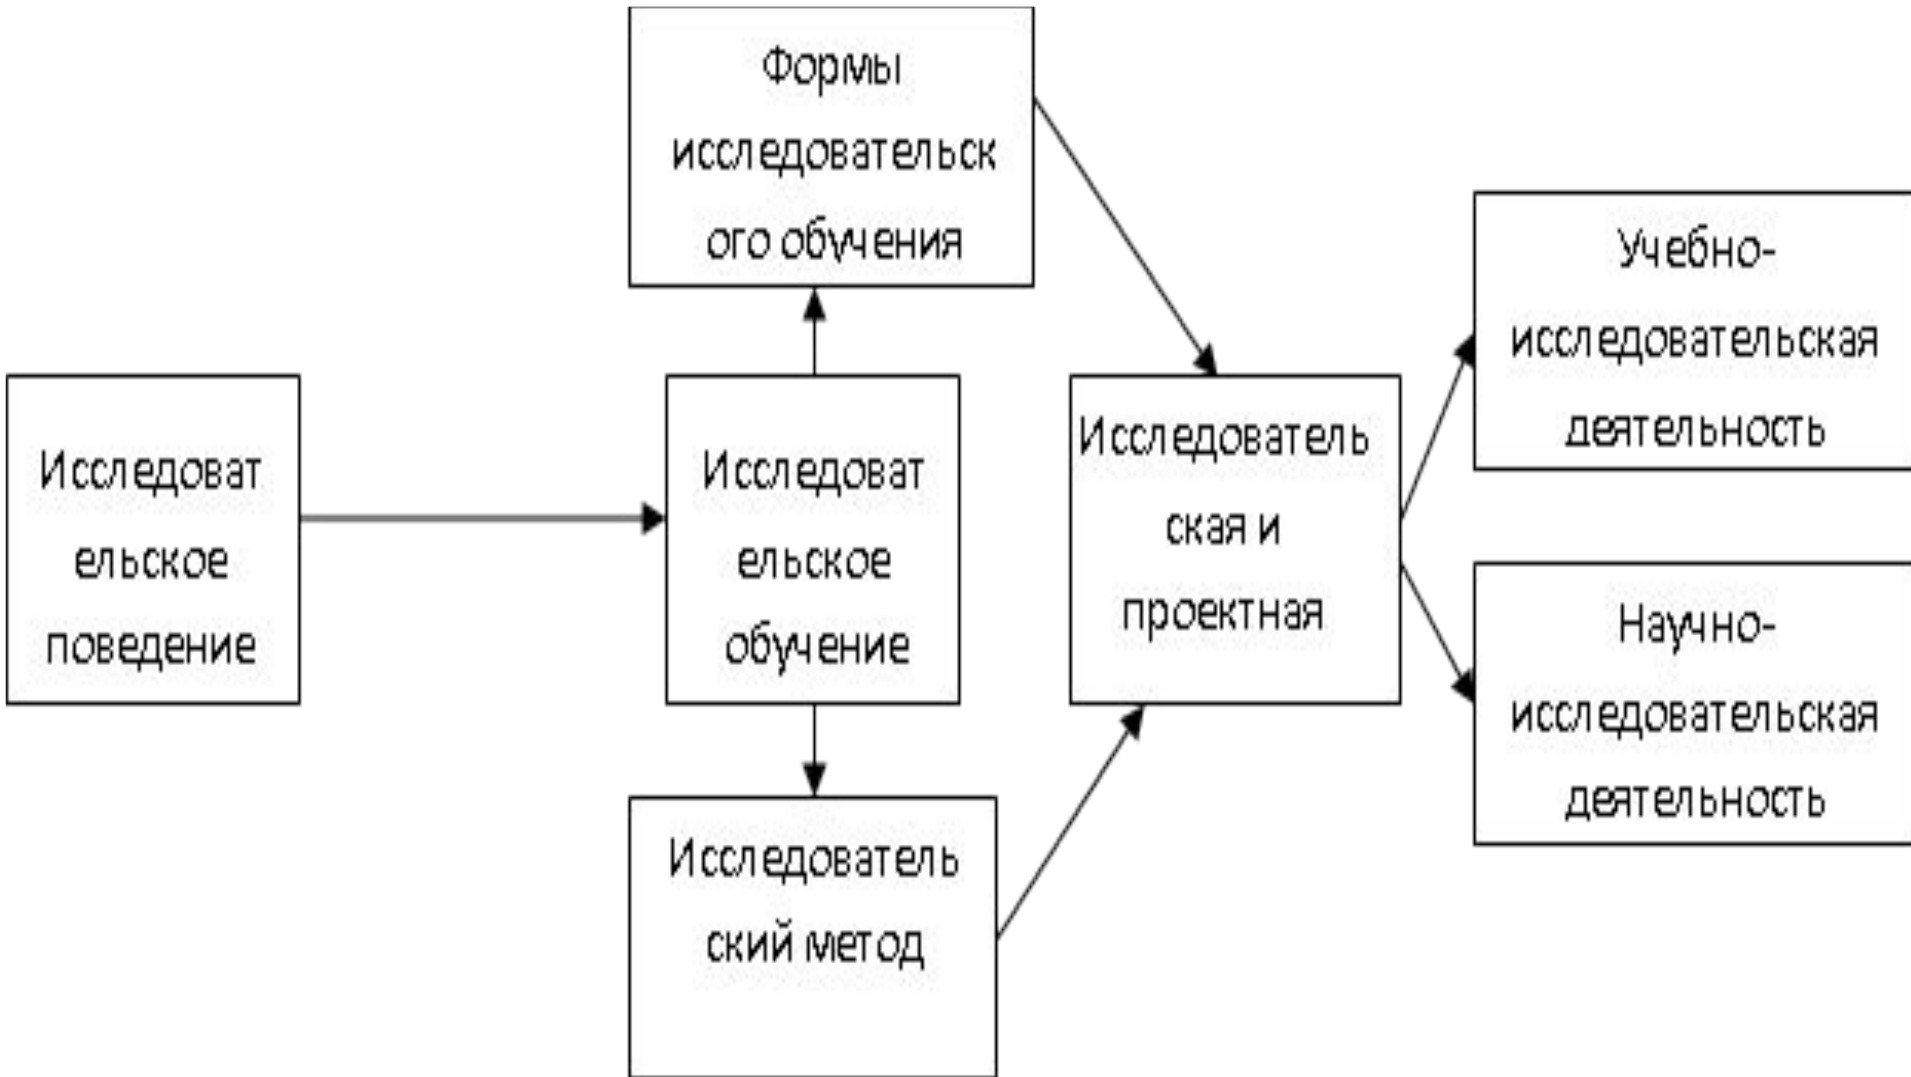 Формы
исследовательск
ого обучения
Исследоват
ельское
поведение
Исследоват
ельское
обучение
Исследователь
ский метод
Исследователь
ская и
проектная
Учебно-
исследовательская
деятельность
Научно-
исследовательская
деятельность